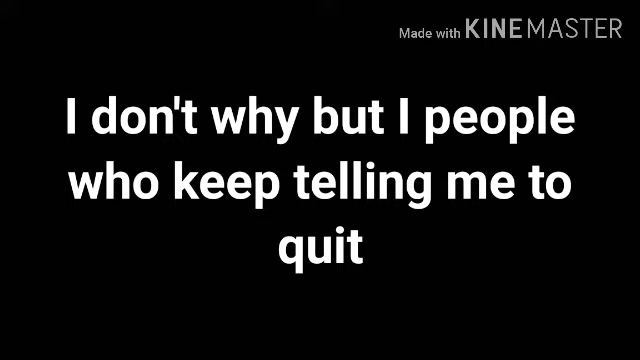 Made with KINEMASTER
I don't why but I people
who keep telling me to
quit